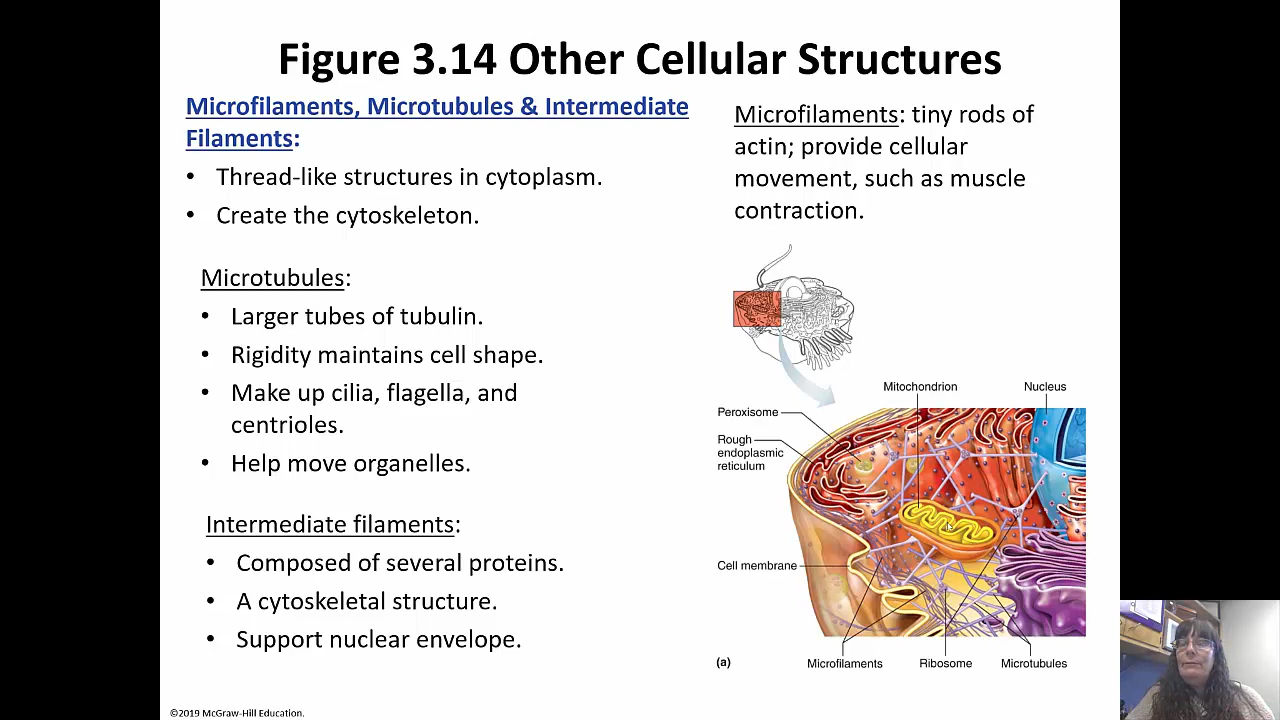 Figure 3.14 Other Cellular Structures
Microfilaments, Microtubules & Intermediate
Filaments:
• Thread-like structures in cytoplasm.
• Create the cytoskeleton.
Microtubules:
• Larger tubes of tubulin.
• Rigidity maintains cell shape.
• Make up cilia, flagella, and
centrioles.
• Help move organelles.
Intermediate filaments:
• Composed of several proteins.
• A cytoskeletal structure.
• Support nuclear envelope.
Microfilaments: tiny rods of
actin; provide cellular
movement, such as muscle
contraction.
Mitochondrion
Nucleus
Peroxisome
Rough
endoplasmic
reticulum
Cell membrane
(a)
Microfilaments
Ribosome
Microtubules
©2019 McGraw-Hill Education.